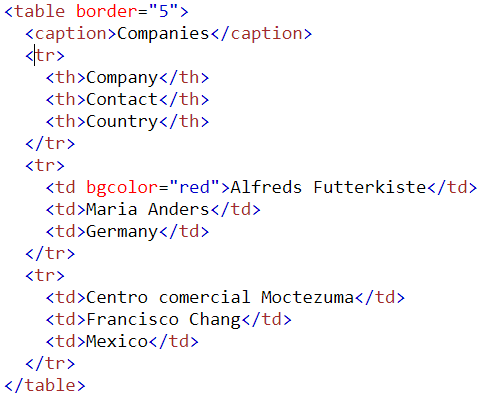 <table border="5">
  <caption>Companies</caption>
  <tr>
    <th>Company</th>
    <th>Contact</th>
    <th>Country</th>
  </tr>
  <tr>
    <td bgcolor="red">Alfreds Futterkiste</td>
    <td>Maria Anders</td>
    <td>Germany</td>
  </tr>
  <tr>
    <td>Centro comercial Moctezuma</td>
    <td>Francisco Chang</td>
    <td>Mexico</td>
  </tr>
</table>